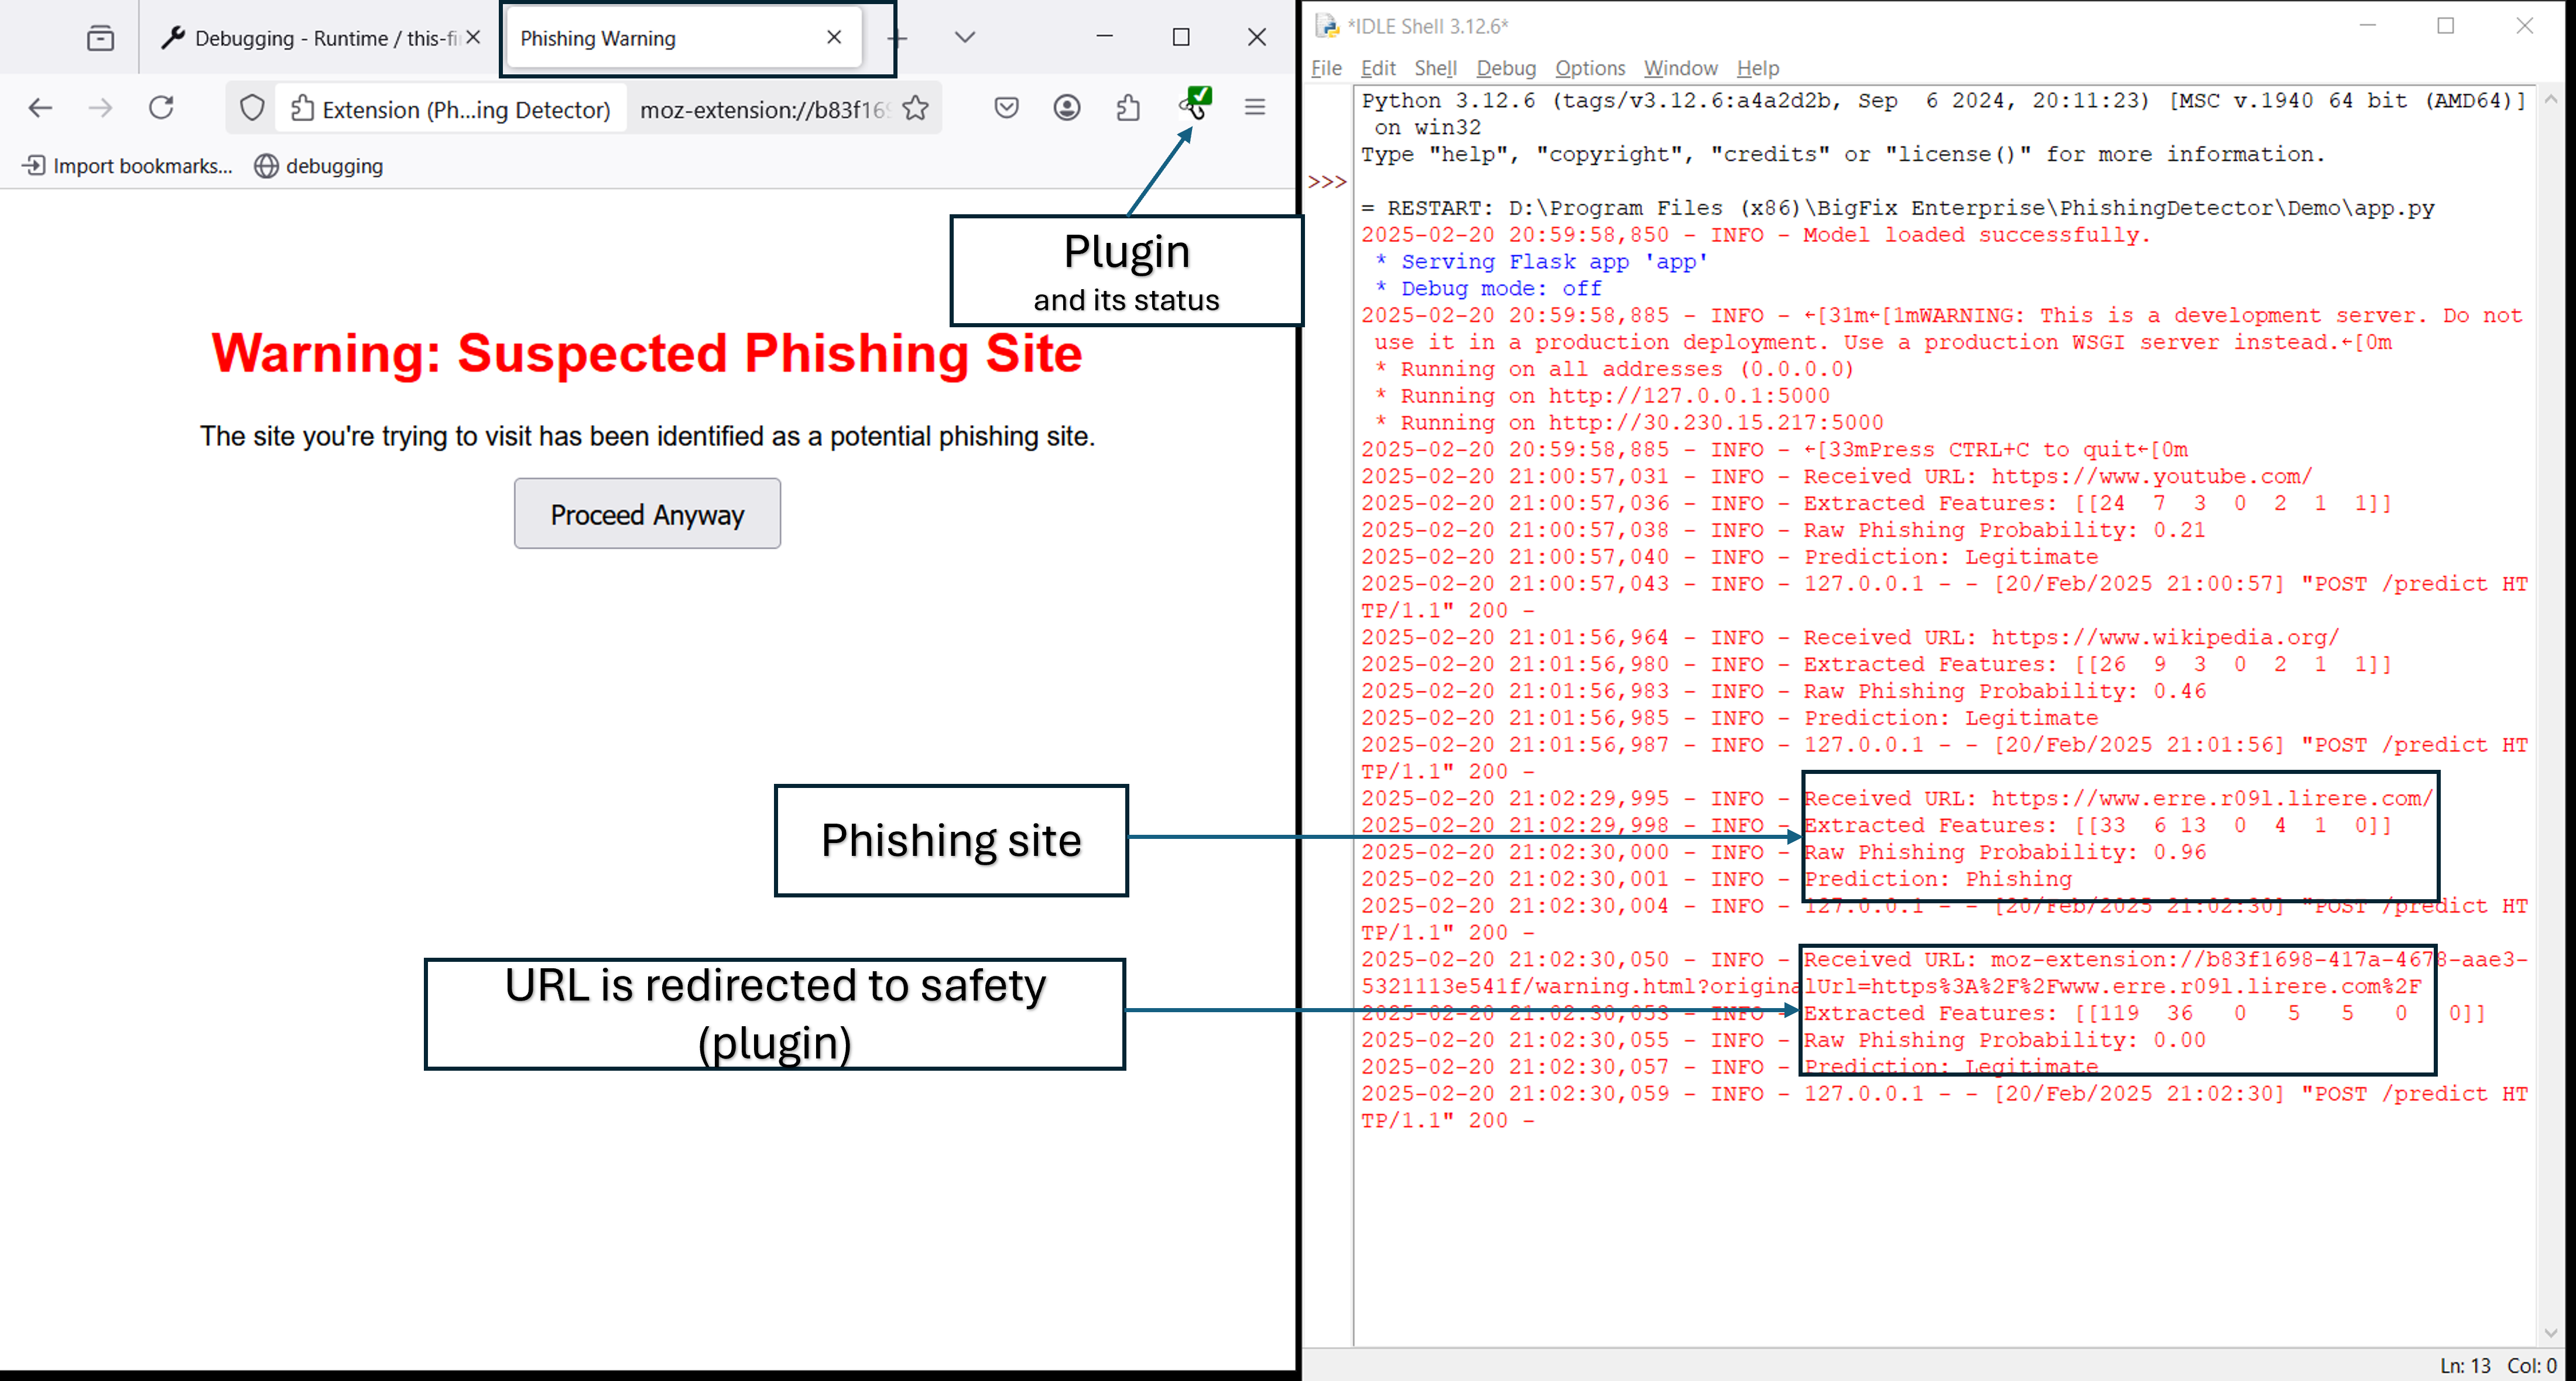 Debugging - Runtime / this-fi
Phishing Warning
Extension (Ph...ing Detector)
moz-extension://b83f169
Import bookmarks...
debugging
Plugin
and its status
Warning: Suspected Phishing Site
The site you're trying to visit has been identified as a potential phishing site.
Proceed Anyway
Phishing site
URL is redirected to safety
(plugin)
*IDLE Shell 3.12.6*
File Edit Shell Debug Options Window Help
Python 3.12.6 (tags/v3.12.6:a4a2d2b, Sep  6 2024, 20:11:23) [MSC v.1940 64 bit (AMD64)]
on win32
Type "help", "copyright", "credits" or "license()" for more information.
>>>
= RESTART: D:\Program Files (x86)\BigFix Enterprise\PhishingDetector\Demo\app.py
2025-02-20 20:59:58,850 - INFO - Model loaded successfully.
* Serving Flask app 'app'
* Debug mode: off
2025-02-20 20:59:58,885 - INFO - ←[31m←[1mWARNING: This is a development server. Do not
use it in a production deployment. Use a production WSGI server instead.←[0m
* Running on all addresses (0.0.0.0)
* Running on http://127.0.0.1:5000
* Running on http://30.230.15.217:5000
2025-02-20 20:59:58,885 - INFO - ←[33mPress CTRL+C to quit←[0m
2025-02-20 21:00:57,031 - INFO - Received URL: https://www.youtube.com/
2025-02-20 21:00:57,036 - INFO - Extracted Features: [[24  7  3  0  2  1  1]]
2025-02-20 21:00:57,038 - INFO - Raw Phishing Probability: 0.21
2025-02-20 21:00:57,040 - INFO - Prediction: Legitimate
2025-02-20 21:00:57,043 - INFO - 127.0.0.1 - - [20/Feb/2025 21:00:57] "POST /predict HT
TP/1.1" 200 -
2025-02-20 21:01:56,964 - INFO - Received URL: https://www.wikipedia.org/
2025-02-20 21:01:56,980 - INFO - Extracted Features: [[26  9  3  0  2  1  1]]
2025-02-20 21:01:56,983 - INFO - Raw Phishing Probability: 0.46
2025-02-20 21:01:56,985 - INFO - Prediction: Legitimate
2025-02-20 21:01:56,987 - INFO - 127.0.0.1 - - [20/Feb/2025 21:01:56] "POST /predict HT
TP/1.1" 200 -
2025-02-20 21:02:29,995 - INFO - Received URL: https://www.erre.r09l.lirere.com/
2025-02-20 21:02:29,998 - INFO - Extracted Features: [[33  6 13  0  4  1  0]]
2025-02-20 21:02:30,000 - INFO - Raw Phishing Probability: 0.96
2025-02-20 21:02:30,001 - INFO - Prediction: Phishing
2025-02-20 21:02:30,004 - INFO - 127.0.0.1 - - [20/Feb/2025 21:02:30] "POST /predict HT
TP/1.1" 200 -
2025-02-20 21:02:30,050 - INFO - Received URL: moz-extension://b83f1698-417a-4678-aae3-
5321113e541f/warning.html?originalUrl=https%3A%2F%2Fwww.erre.r09l.lirere.com%2F
2025-02-20 21:02:30,053 - INFO - Extracted Features: [[119  36   0   5   5   0   0]]
2025-02-20 21:02:30,055 - INFO - Raw Phishing Probability: 0.00
2025-02-20 21:02:30,057 - INFO - Prediction: Legitimate
2025-02-20 21:02:30,059 - INFO - 127.0.0.1 - - [20/Feb/2025 21:02:30] "POST /predict HT
TP/1.1" 200 -
Ln: 13 Col: 0